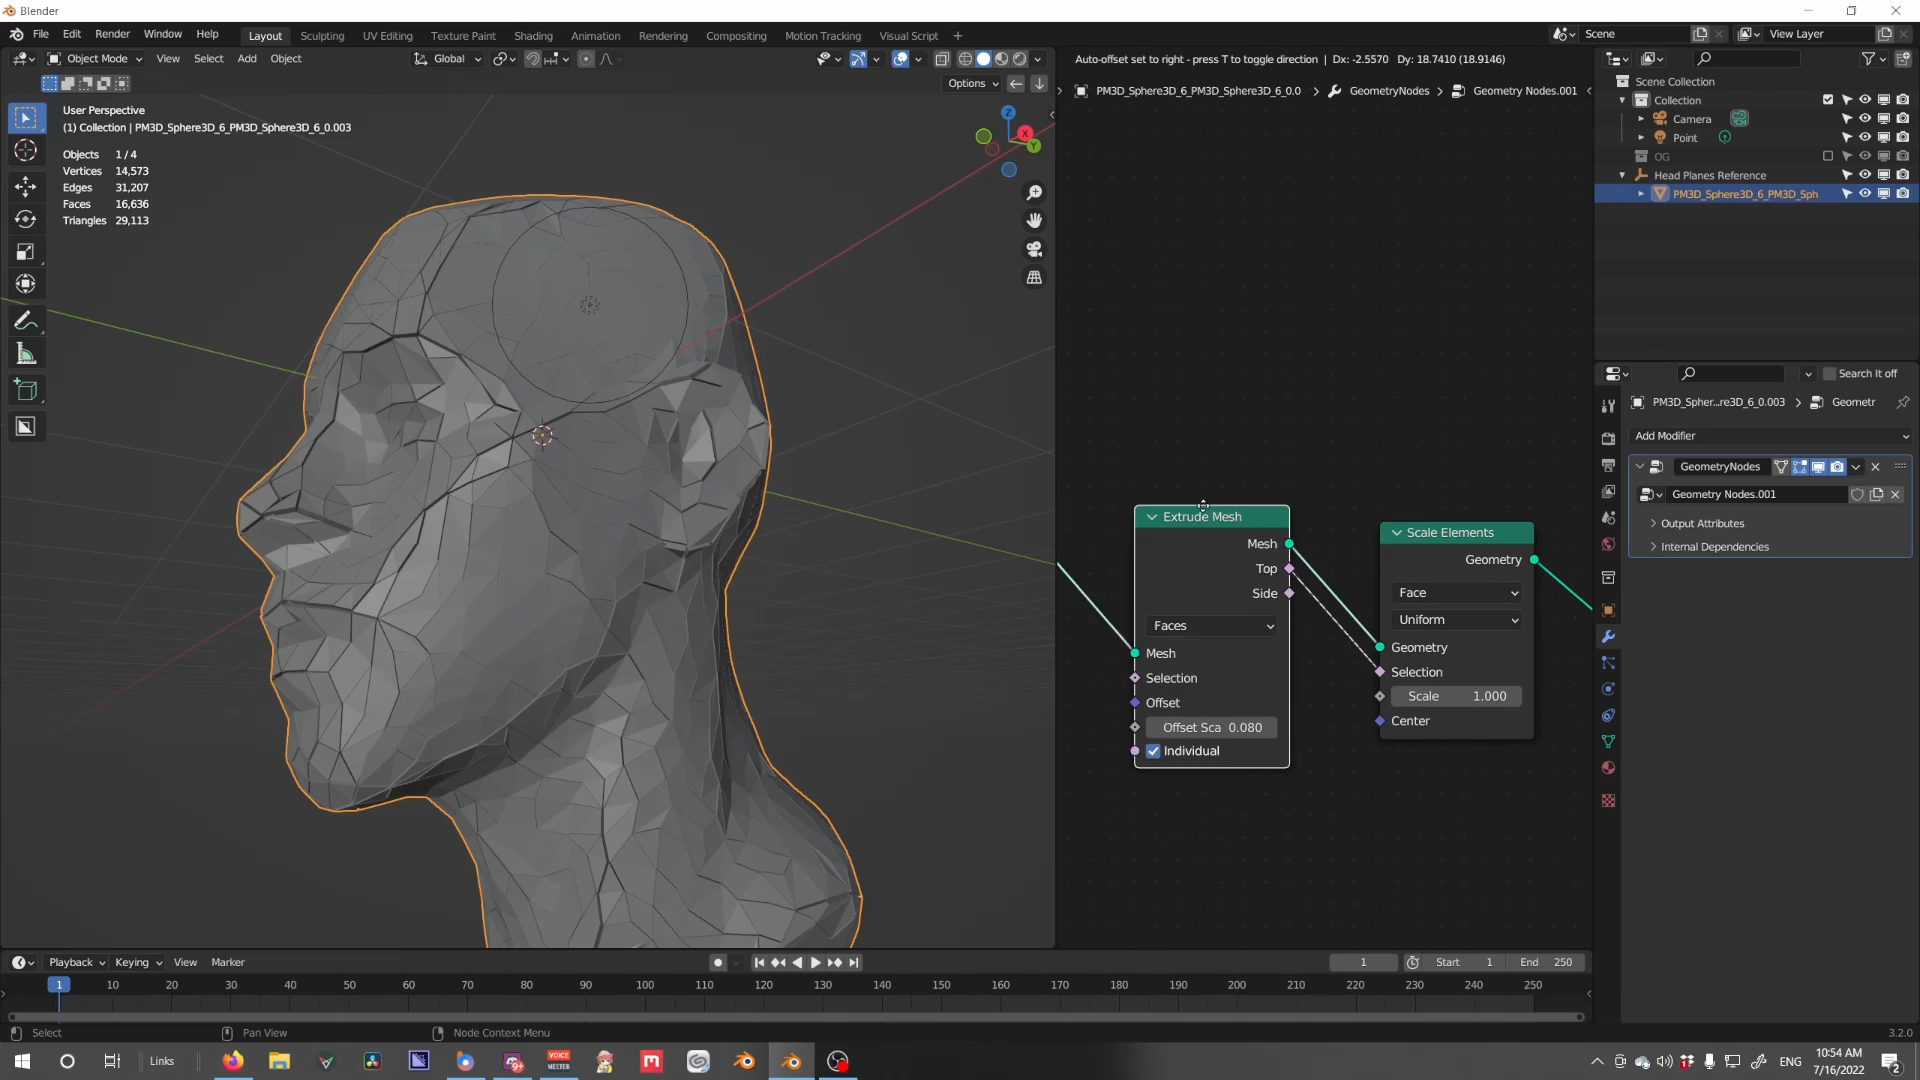 Blender
File Edit Render Window Help Layout Sculpting UV Editing Texture Paint Shading Animation Rendering Compositing Motion Tracking Visual Script Scene View Layer
Object Mode View Select Add Object Global
Auto-offset set to right - press T to toggle direction | Dx: -2.5570 Dy: 18.7410 (18.9146)
Options
PM3D_Sphere3D_6_PM3D_Sphere3D_6_0.0 GeometryNodes Geometry Nodes.001
User Perspective
(1) Collection | PM3D_Sphere3D_6_PM3D_Sphere3D_6_0.003
Objects 1 / 4
Vertices 14,573
Edges 31,207
Faces 16,636
Triangles 29,113
Z
X
Y
Extrude Mesh
Mesh
Top
Side
Faces
Mesh
Selection
Offset
Offset Sca 0.080
Individual
Scale Elements
Geometry
Face
Uniform
Geometry
Selection
Scale 1.000
Center
Scene Collection
Collection
Camera
Point
OG
Head Planes Reference
PM3D_Sphere3D_6_PM3D_Sph
Search It off
PM3D_Spher...re3D_6_0.003 Geometr
Add Modifier
GeometryNodes
Geometry Nodes.001
Output Attributes
Internal Dependencies
Playback Keying View Marker
1 Start 1 End 250
1 10 20 30 40 50 60 70 80 90 100 110 120 130 140 150 160 170 180 190 200 210 220 230 240 250
Select Pan View Node Context Menu 3.2.0
Links
9+
VOICE
MEETER
ENG
10:54 AM
7/16/2022
2